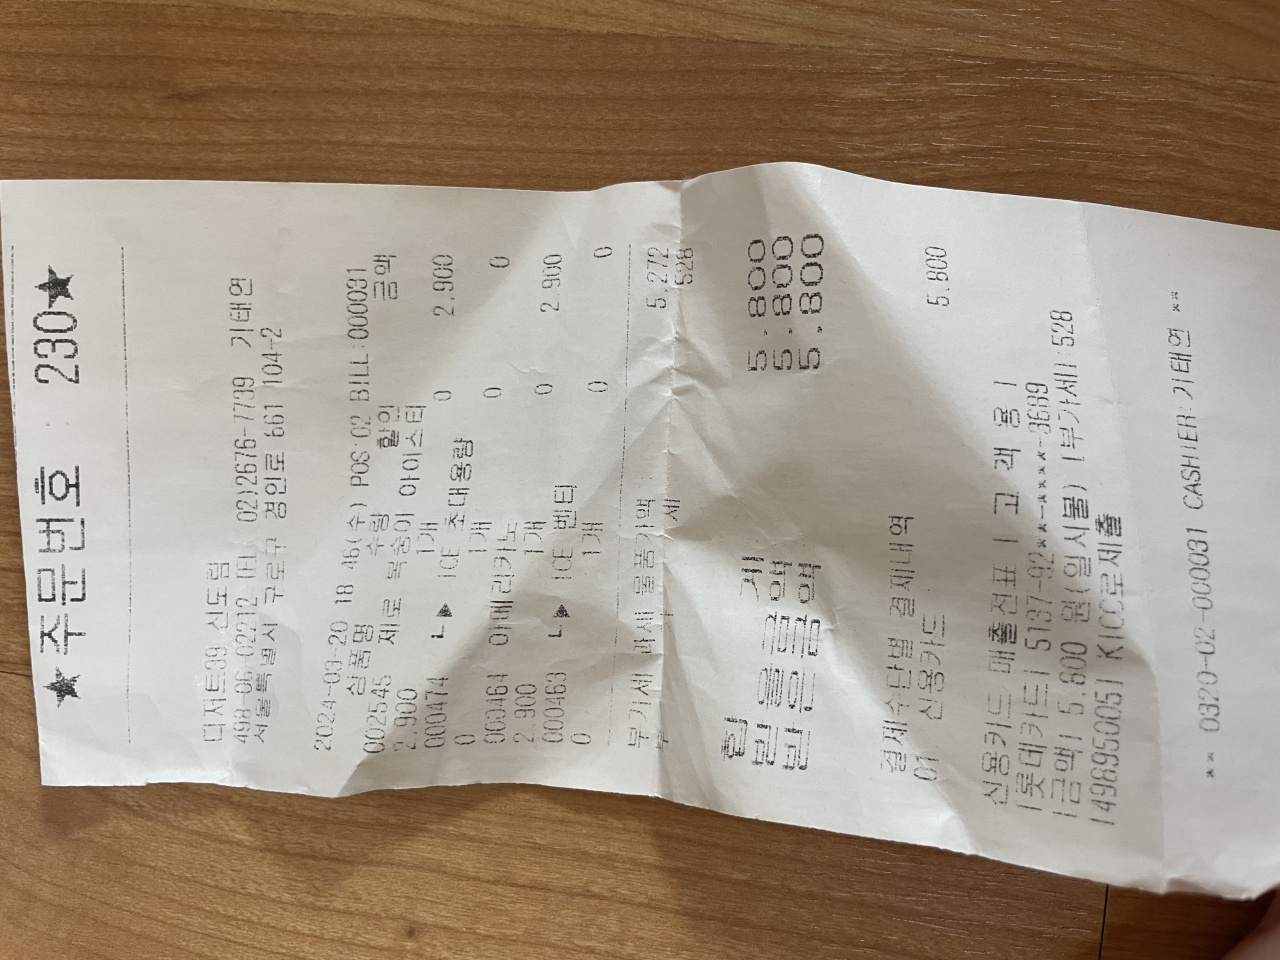 ★주문번호 : 230★
디저트39 신도림
498-06-02212 TEL 02)2676-7739 기태연
서울특별시 구로구 경인로 661 104-2
2024-03-20 18:46(수) POS:02 BILL:000031
상품명 수량 할인 금액
002545 제로 복숭아 아이스티
2,900 1개 0 2,900
000474 ┗▶ ICE 초대용량
0 1개 0 0
000464 아메리카노
2,900 1개 0 2,900
000463 ┗▶ ICE 벤티
0 1개 0 0
부가세 과세 물품가액 5,272
부 가 세 528
합 계 5,800
받을금액 5,800
받은금액 5,800
결제수단별 결제내역
01 신용카드 5,800
신용카드 매출전표 [ 고 객 용 ]
[롯데카드] 5137-92**-****-3689
[금액] 5,800 원(일시불) [부가세]:528
[49895005] KICC로제출
** 0320-02-000031 CASHIER:기태연 **